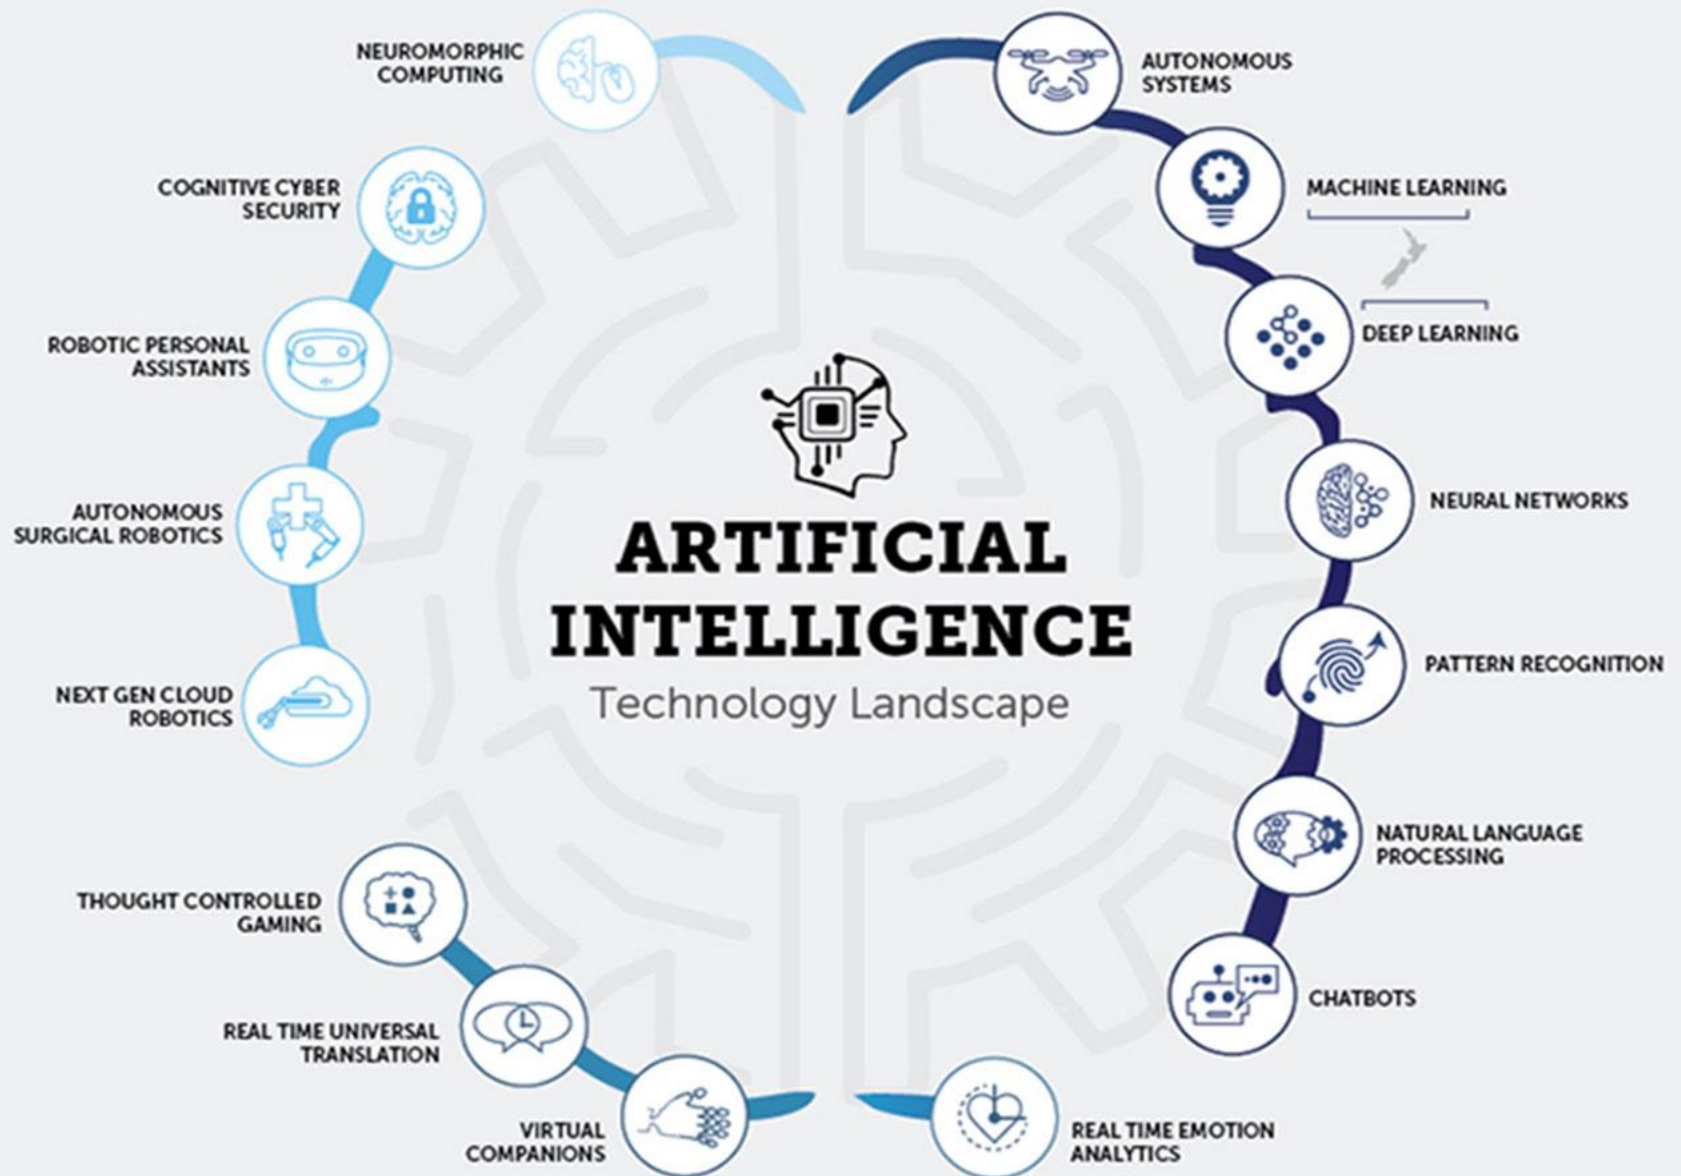 NEUROMORPHIC
COMPUTING
AUTONOMOUS
SYSTEMS
COGNITIVE CYBER
SECURITY
MACHINE LEARNING
ROBOTIC PERSONAL
ASSISTANTS
DEEP LEARNING
AUTONOMOUS
SURGICAL ROBOTICS
NEURAL NETWORKS
ARTIFICIAL
INTELLIGENCE
Technology Landscape
NEXT GEN CLOUD
ROBOTICS
PATTERN RECOGNITION
NATURAL LANGUAGE
PROCESSING
THOUGHT CONTROLLED
GAMING
CHATBOTS
REAL TIME UNIVERSAL
TRANSLATION
VIRTUAL
COMPANIONS
REAL TIME EMOTION
ANALYTICS